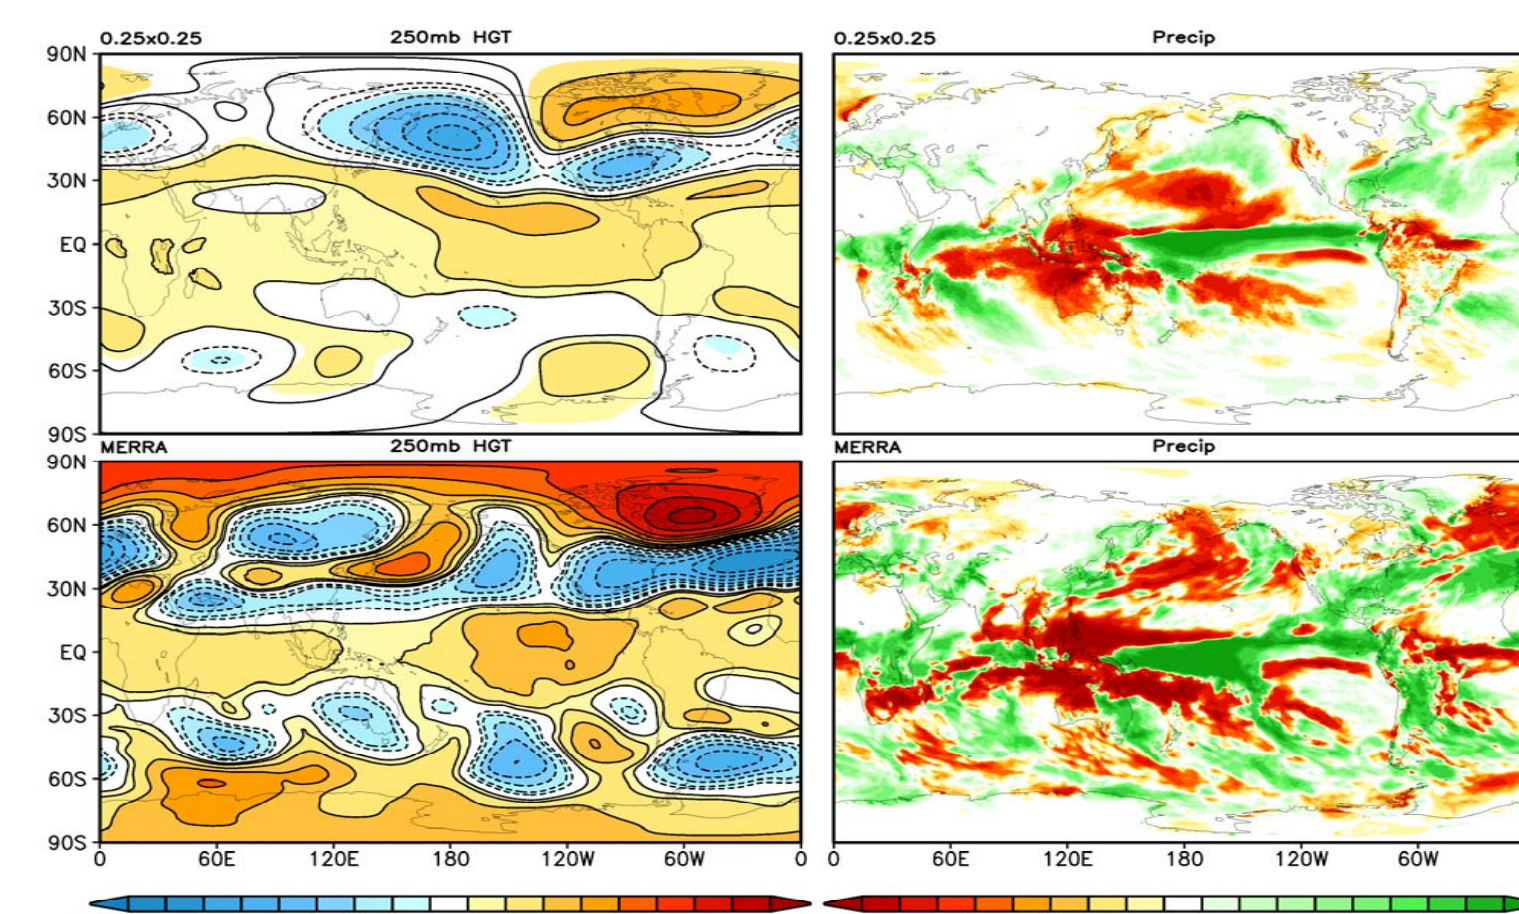 0.25x0.25 250mb HGT 0.25x0.25 Precip
90N
60N
30N
EQ
30S
60S
90S
MERRA 250mb HGT MERRA Precip
90N
60N
30N
EQ
30S
60S
90S
0 60E 120E 180 120W 60W 0 0 60E 120E 180 120W 60W